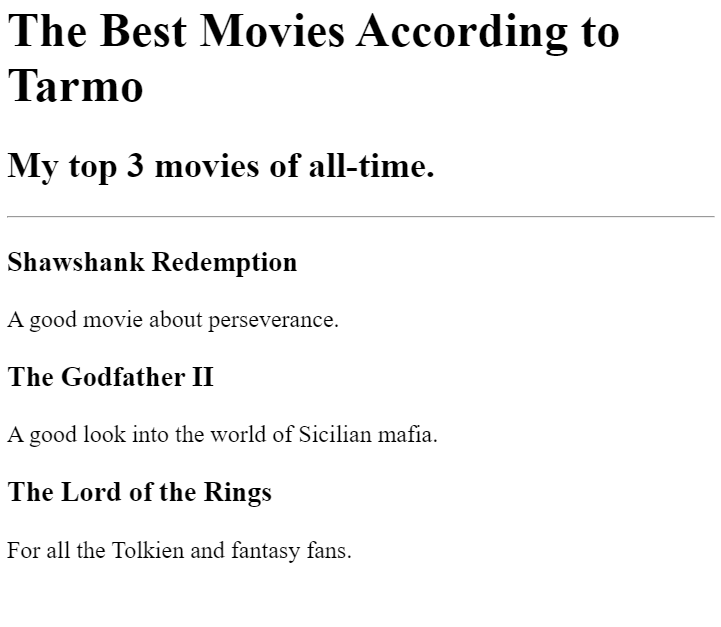 The Best Movies According to
Tarmo
My top 3 movies of all-time.
Shawshank Redemption
A good movie about perseverance.
The Godfather II
A good look into the world of Sicilian mafia.
The Lord of the Rings
For all the Tolkien and fantasy fans.